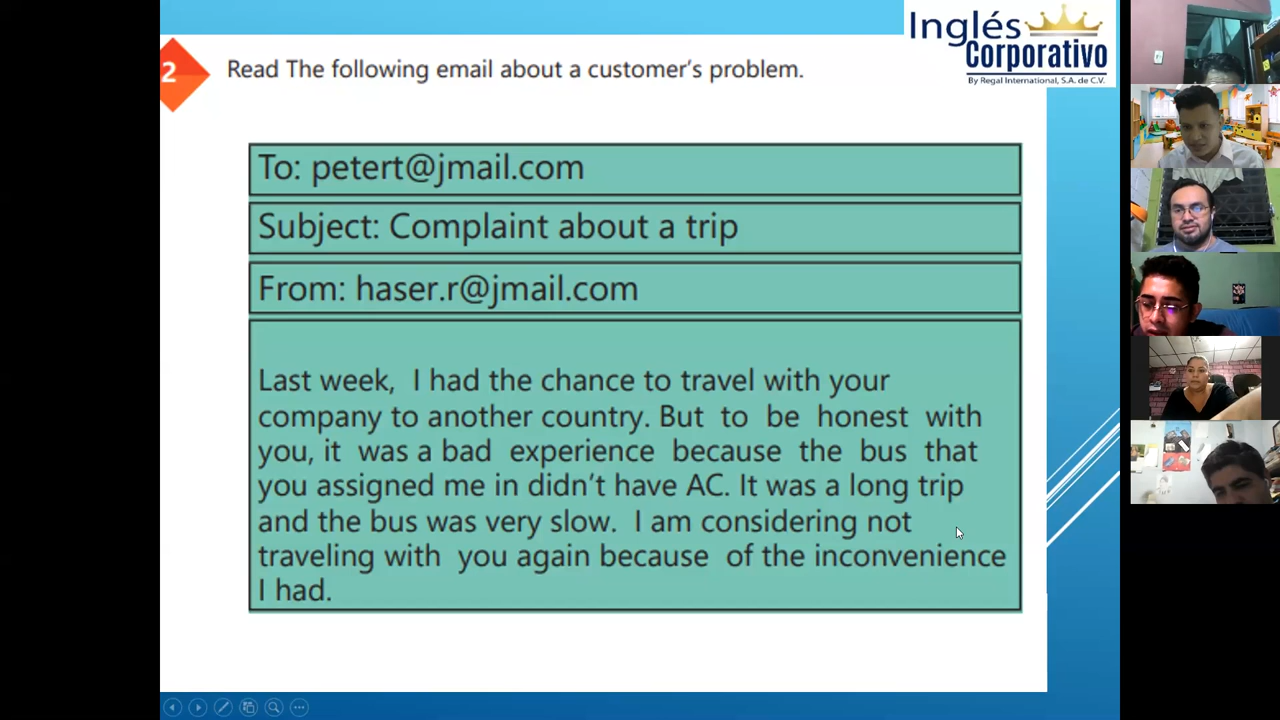 Inglés
Corporativo
By Regal International, S.A. de C.V.
2
Read The following email about a customer's problem.
To: petert@jmail.com
Subject: Complaint about a trip
From: haser.r@jmail.com
Last week, I had the chance to travel with your
company to another country. But to be honest with
you, it was a bad experience because the bus that
you assigned me in didn't have AC. It was a long trip
and the bus was very slow. I am considering not
traveling with you again because of the inconvenience
I had.